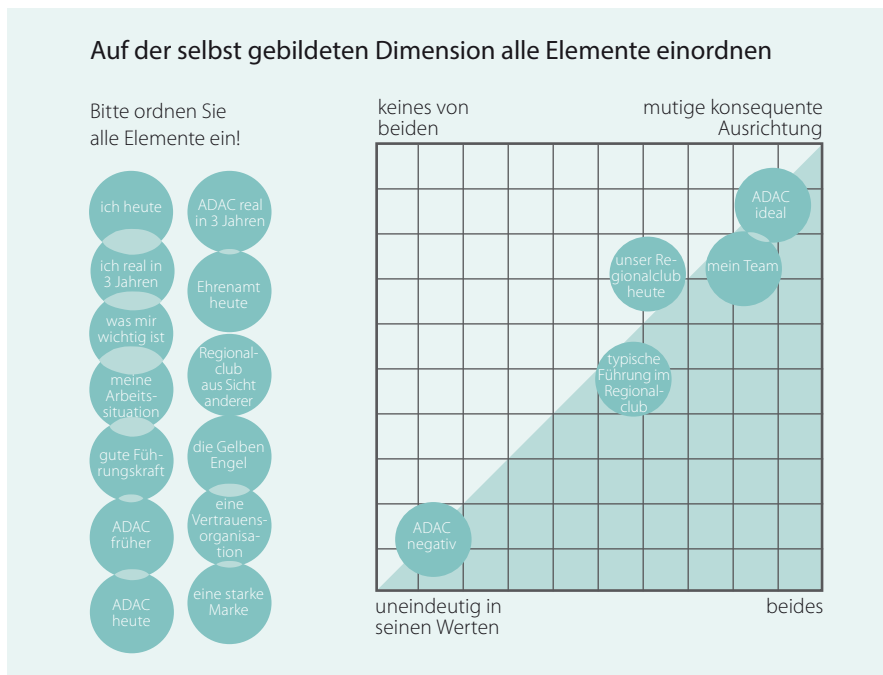 Auf der selbst gebildeten Dimension alle Elemente einordnen
Bitte ordnen Sie
alle Elemente ein!
ich heute
ich real in
3 Jahren
was mir
wichtig ist
meine
Arbeits-
situation
gute Füh-
rungskraft
ADAC
früher
ADAC
heute
ADAC real
in 3 Jahren
Ehrenamt
heute
Regional-
club
aus Sicht
anderer
die Gelben
Engel
eine
Vertrauens-
organisa-
tion
eine starke
Marke
keines von
beiden
mutige konsequente
Ausrichtung
ADAC
ideal
unser Re-
gionalclub
heute
mein Team
typische
Führung im
Regional-
club
ADAC
negativ
uneindeutig in
seinen Werten
beides